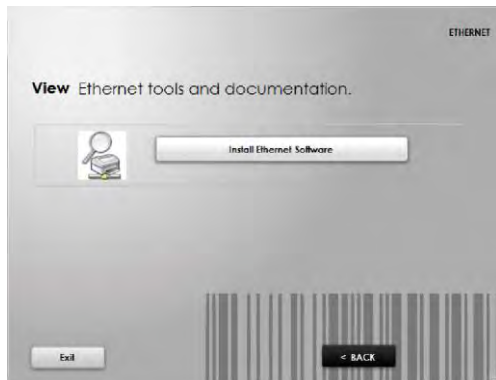 ETHERNET
View Ethernet tools and documentation.
Install Ethernet Software
Exit
< BACK